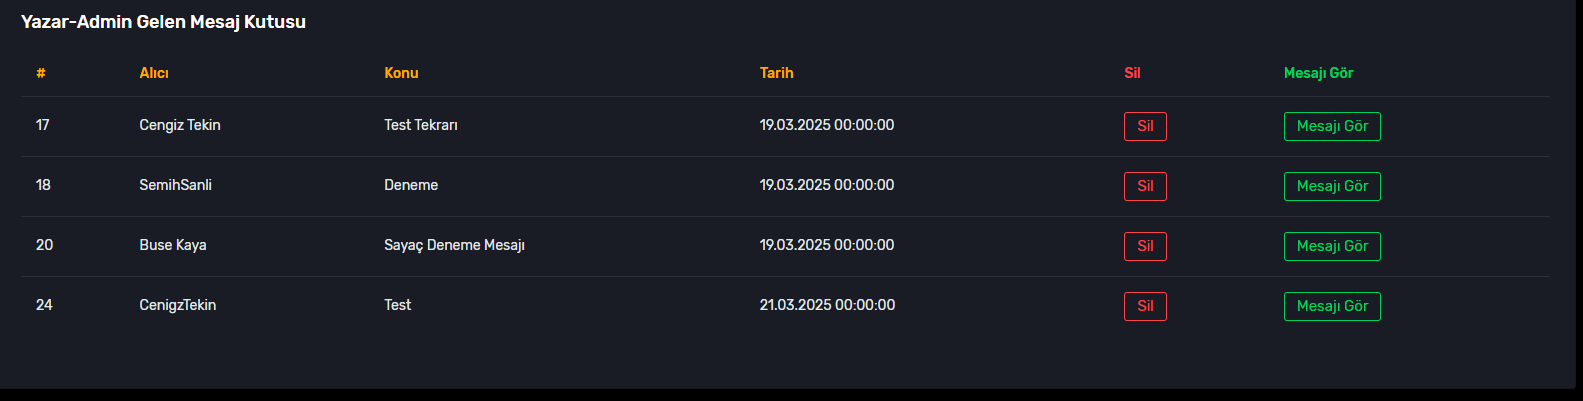 Yazar-Admin Gelen Mesaj Kutusu
# Alıcı Konu Tarih Sil Mesajı Gör
17 Cengiz Tekin Test Tekrarı 19.03.2025 00:00:00 Sil Mesajı Gör
18 SemihSanli Deneme 19.03.2025 00:00:00 Sil Mesajı Gör
20 Buse Kaya Sayaç Deneme Mesajı 19.03.2025 00:00:00 Sil Mesajı Gör
24 CenigzTekin Test 21.03.2025 00:00:00 Sil Mesajı Gör